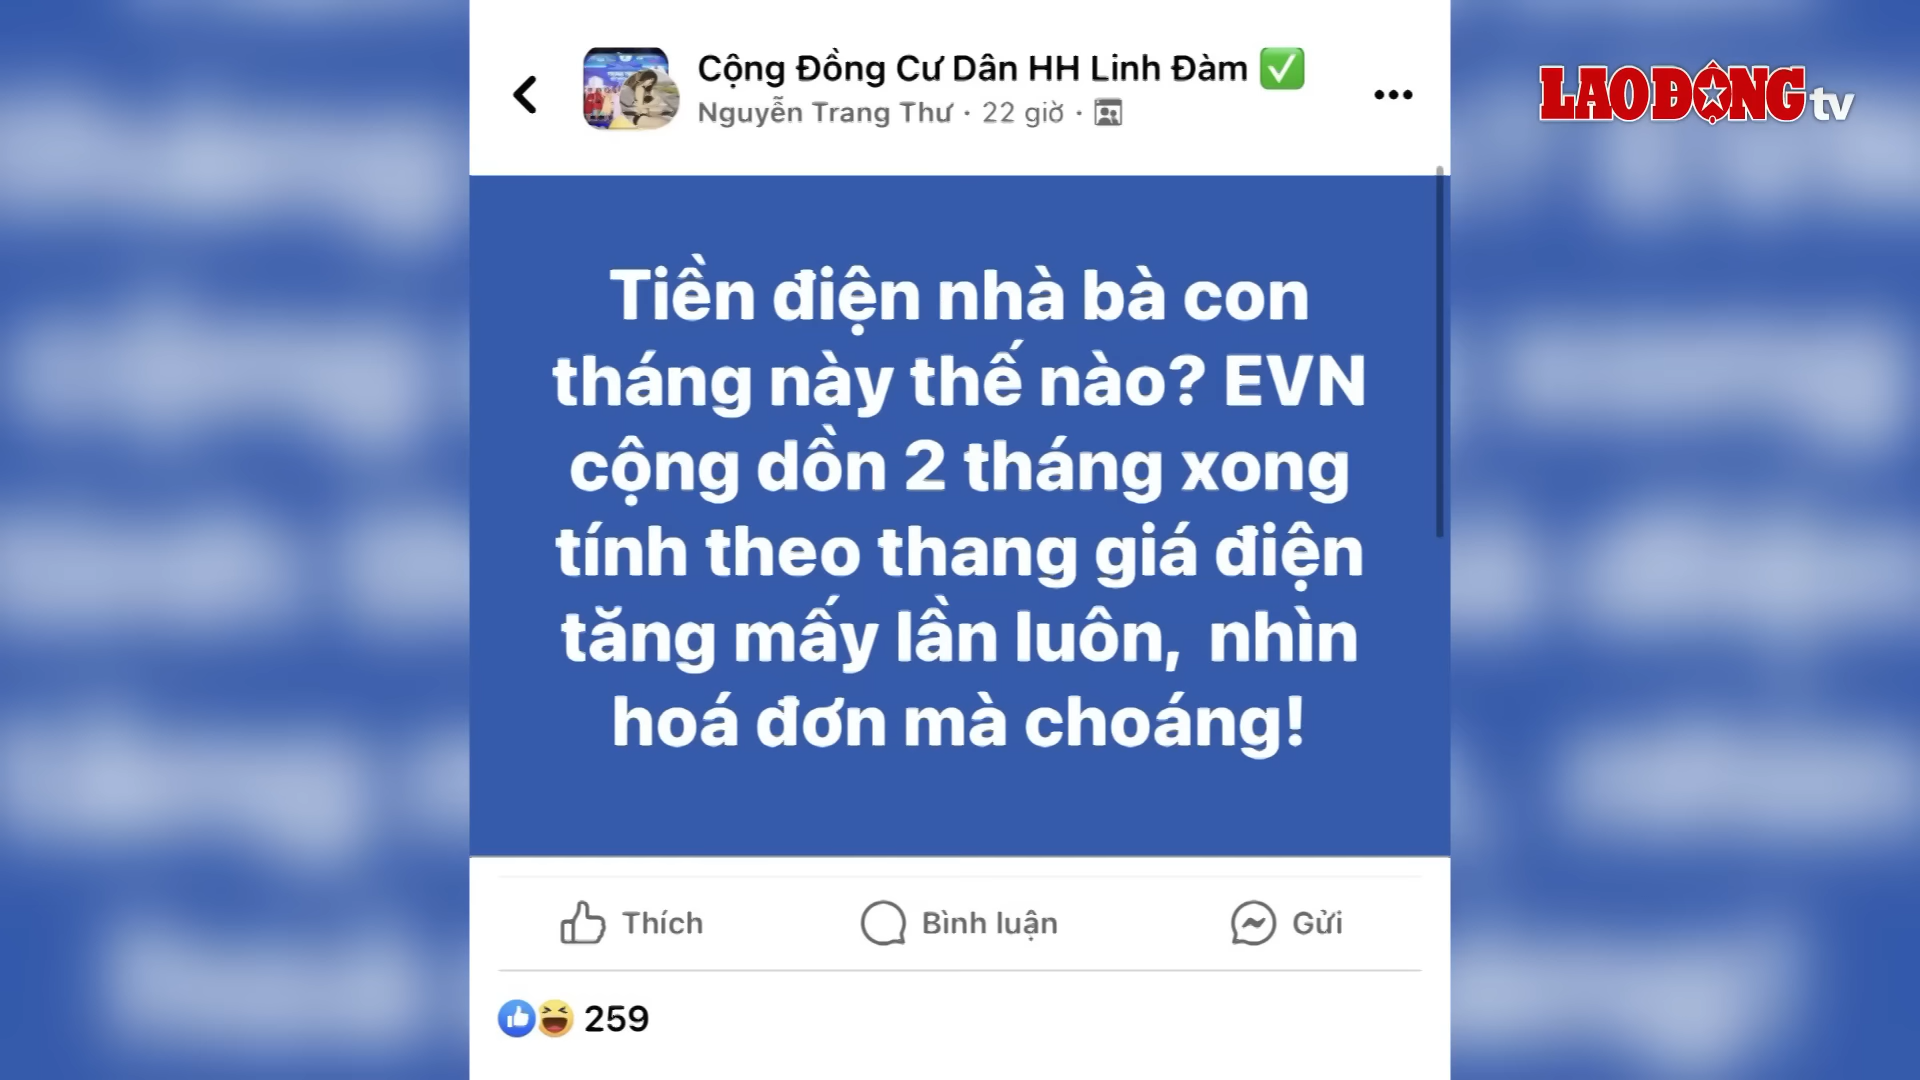 Cộng Đồng Cư Dân HH Linh Đàm ✅
Nguyễn Trang Thư · 22 giờ ·
LAO ĐỘNG tv
Tiền điện nhà bà con
tháng này thế nào? EVN
cộng dồn 2 tháng xong
tính theo thang giá điện
tăng mấy lần luôn, nhìn
hoá đơn mà choáng!
Thích
Bình luận
Gửi
259